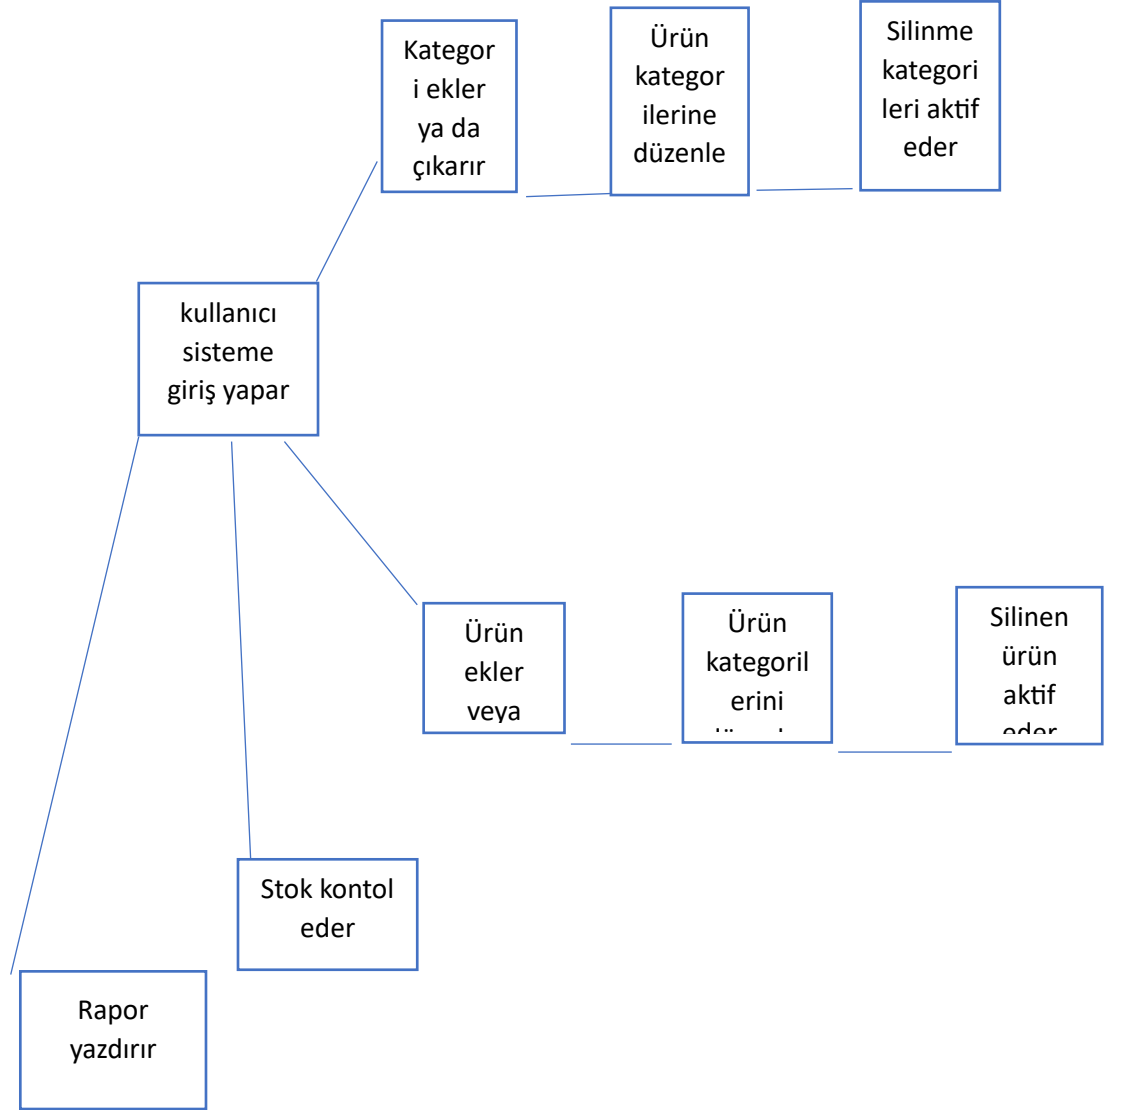 Kategor
i ekler
ya da
çıkarır
Ürün
kategor
ilerine
düzenle
Silinme
kategori
leri aktif
eder
kullanıcı
sisteme
giriş yapar
Ürün
ekler
veya
Ürün
kategoril
erini
Silinen
ürün
aktif
eder
Stok kontol
eder
Rapor
yazdırır